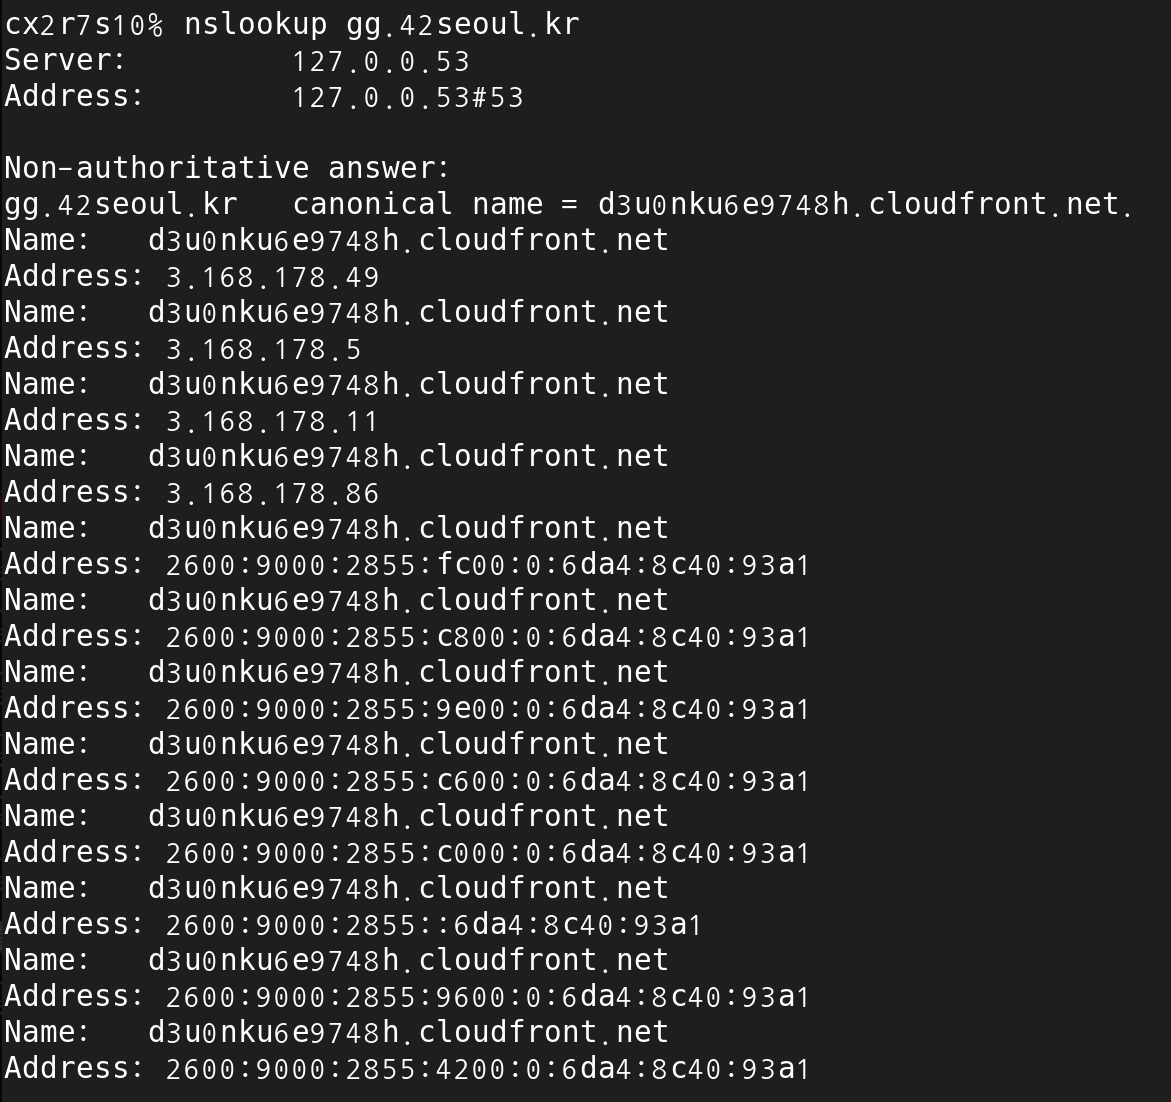 cx2r7s10% nslookup gg.42seoul.kr
Server:         127.0.0.53
Address:        127.0.0.53#53

Non-authoritative answer:
gg.42seoul.kr   canonical name = d3u0nku6e9748h.cloudfront.net.
Name:   d3u0nku6e9748h.cloudfront.net
Address: 3.168.178.49
Name:   d3u0nku6e9748h.cloudfront.net
Address: 3.168.178.5
Name:   d3u0nku6e9748h.cloudfront.net
Address: 3.168.178.11
Name:   d3u0nku6e9748h.cloudfront.net
Address: 3.168.178.86
Name:   d3u0nku6e9748h.cloudfront.net
Address: 2600:9000:2855:fc00:0:6da4:8c40:93a1
Name:   d3u0nku6e9748h.cloudfront.net
Address: 2600:9000:2855:c800:0:6da4:8c40:93a1
Name:   d3u0nku6e9748h.cloudfront.net
Address: 2600:9000:2855:9e00:0:6da4:8c40:93a1
Name:   d3u0nku6e9748h.cloudfront.net
Address: 2600:9000:2855:c600:0:6da4:8c40:93a1
Name:   d3u0nku6e9748h.cloudfront.net
Address: 2600:9000:2855:c000:0:6da4:8c40:93a1
Name:   d3u0nku6e9748h.cloudfront.net
Address: 2600:9000:2855::6da4:8c40:93a1
Name:   d3u0nku6e9748h.cloudfront.net
Address: 2600:9000:2855:9600:0:6da4:8c40:93a1
Name:   d3u0nku6e9748h.cloudfront.net
Address: 2600:9000:2855:4200:0:6da4:8c40:93a1